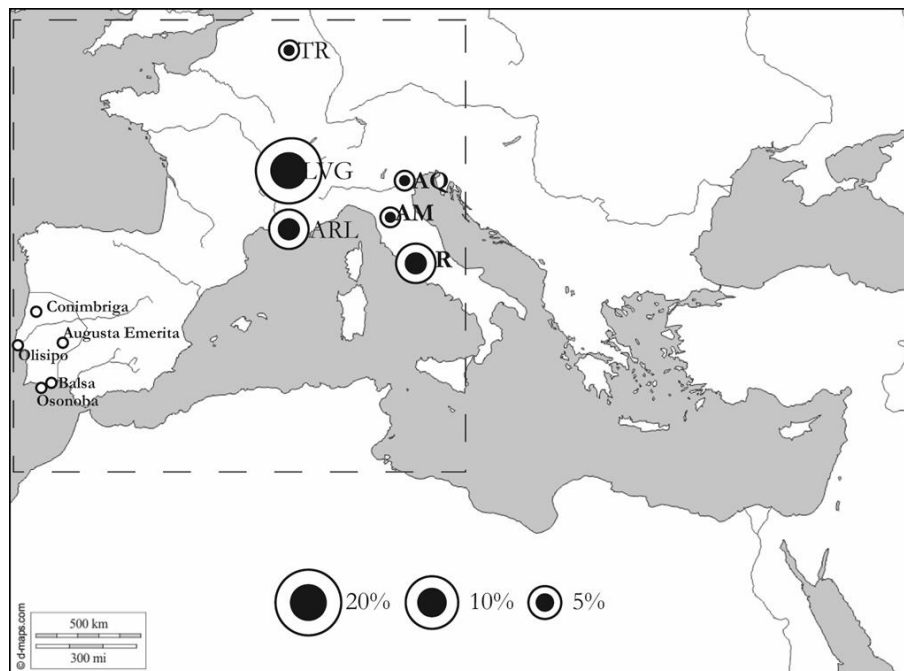 TR
LVG
AQ
AM
ARL
R
Conimbriga
Augusta Emerita
Olisipo
Balsa
Osonoba
20%
10%
5%
© d-maps.com
500 km
300 mi